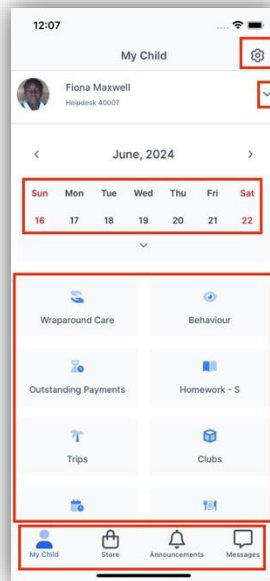 12:07
My Child
Fiona Maxwell
Helpdesk 40007
June, 2024
Sun Mon Tue Wed Thu Fri Sat
16 17 18 19 20 21 22
Wraparound Care Behaviour
Outstanding Payments Homework - S
Trips Clubs
My Child Store Announcements Messages